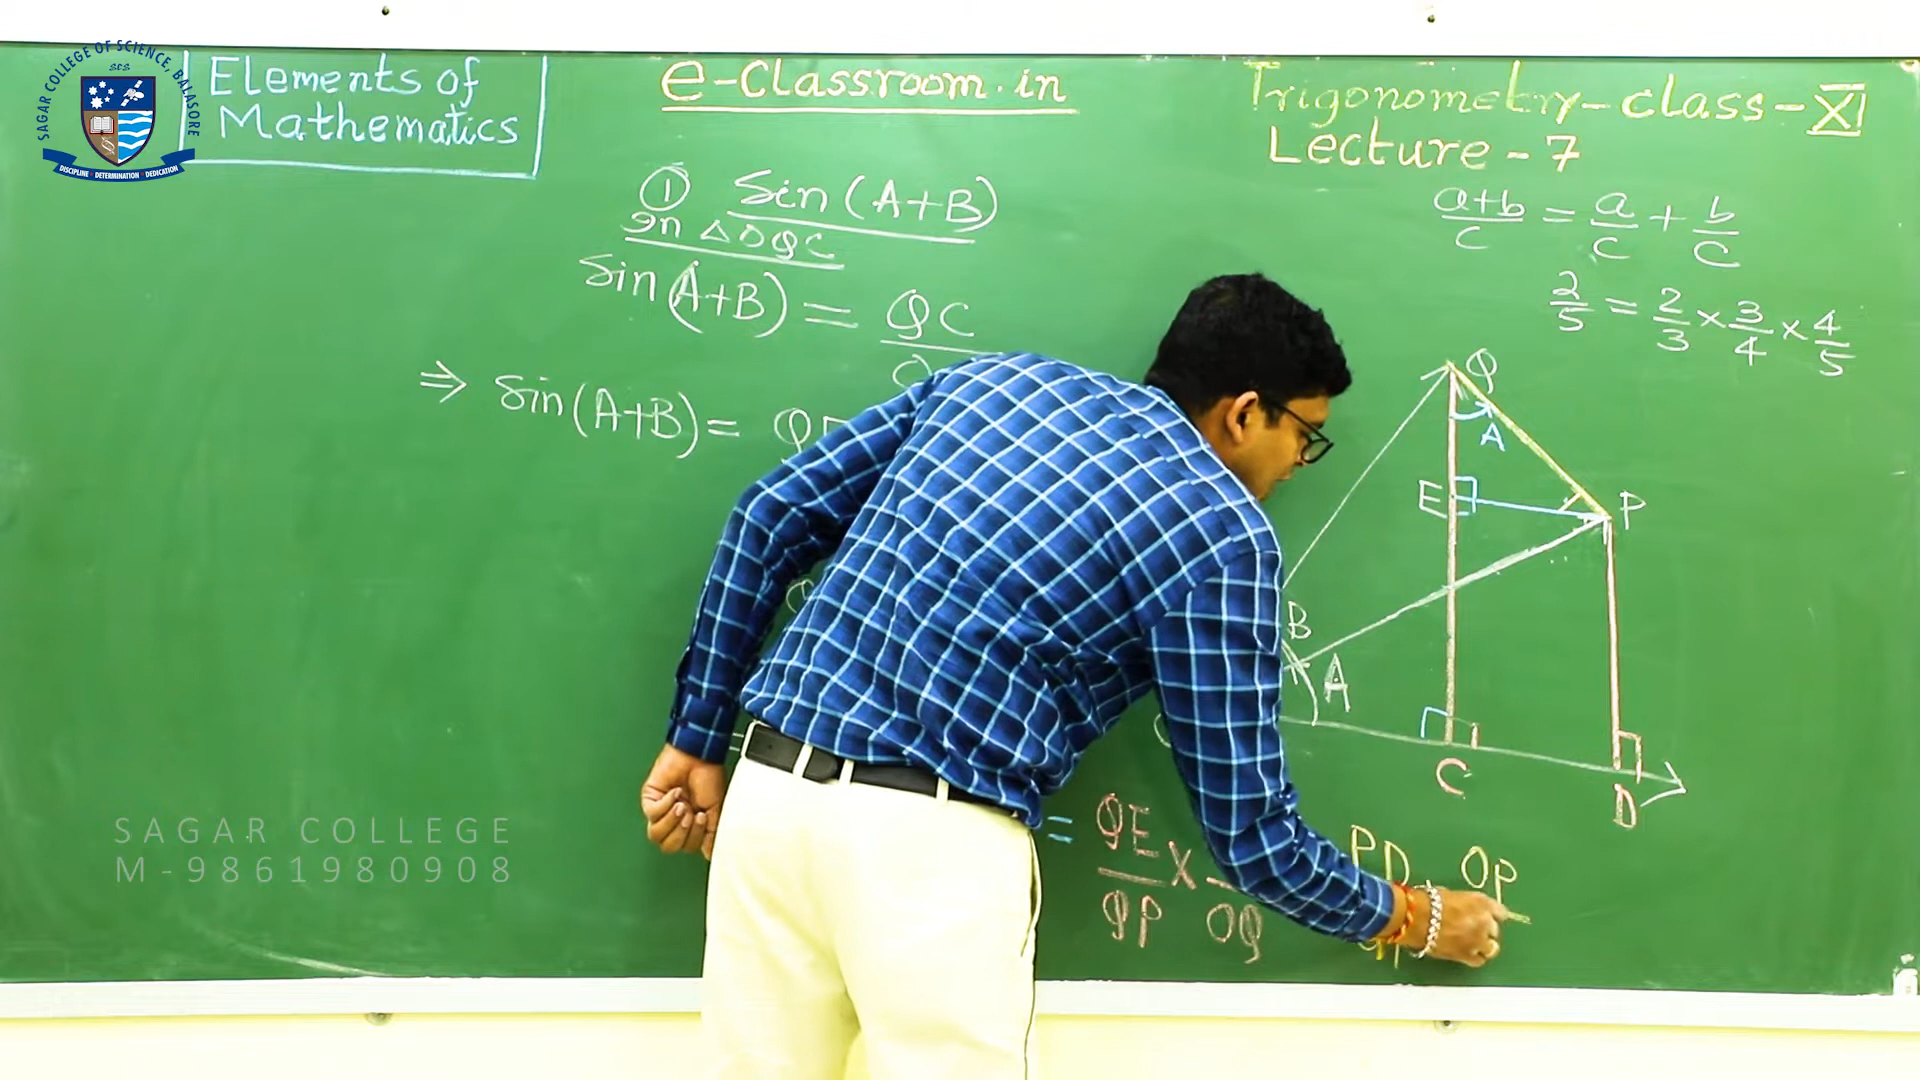 SAGAR COLLEGE OF SCIENCE, BALASORE
SCS
DISCIPLINE DETERMINATION DEDICATION
Elements of
Mathematics
e-Classroom.in
Trigonometry-class-XI
Lecture-7
① Sin(A+B)
In △OQC
Sin(A+B) = QC
⇒ Sin(A+B) =
a+b/c = a/c + b/c
2/5 = 2/3 × 3/4 × 4/5
Q
A
E
P
B
A
C
D
= QE/QP ×
OQ
PD
OP
SAGAR COLLEGE
M-9861980908